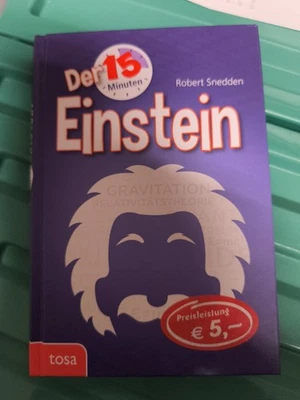 Der 15
Minuten
Robert Snedden
Einstein
GRAVITATION
RELATIVITÄTSTHEORIE
Preisleistung
€ 5,–
tosa